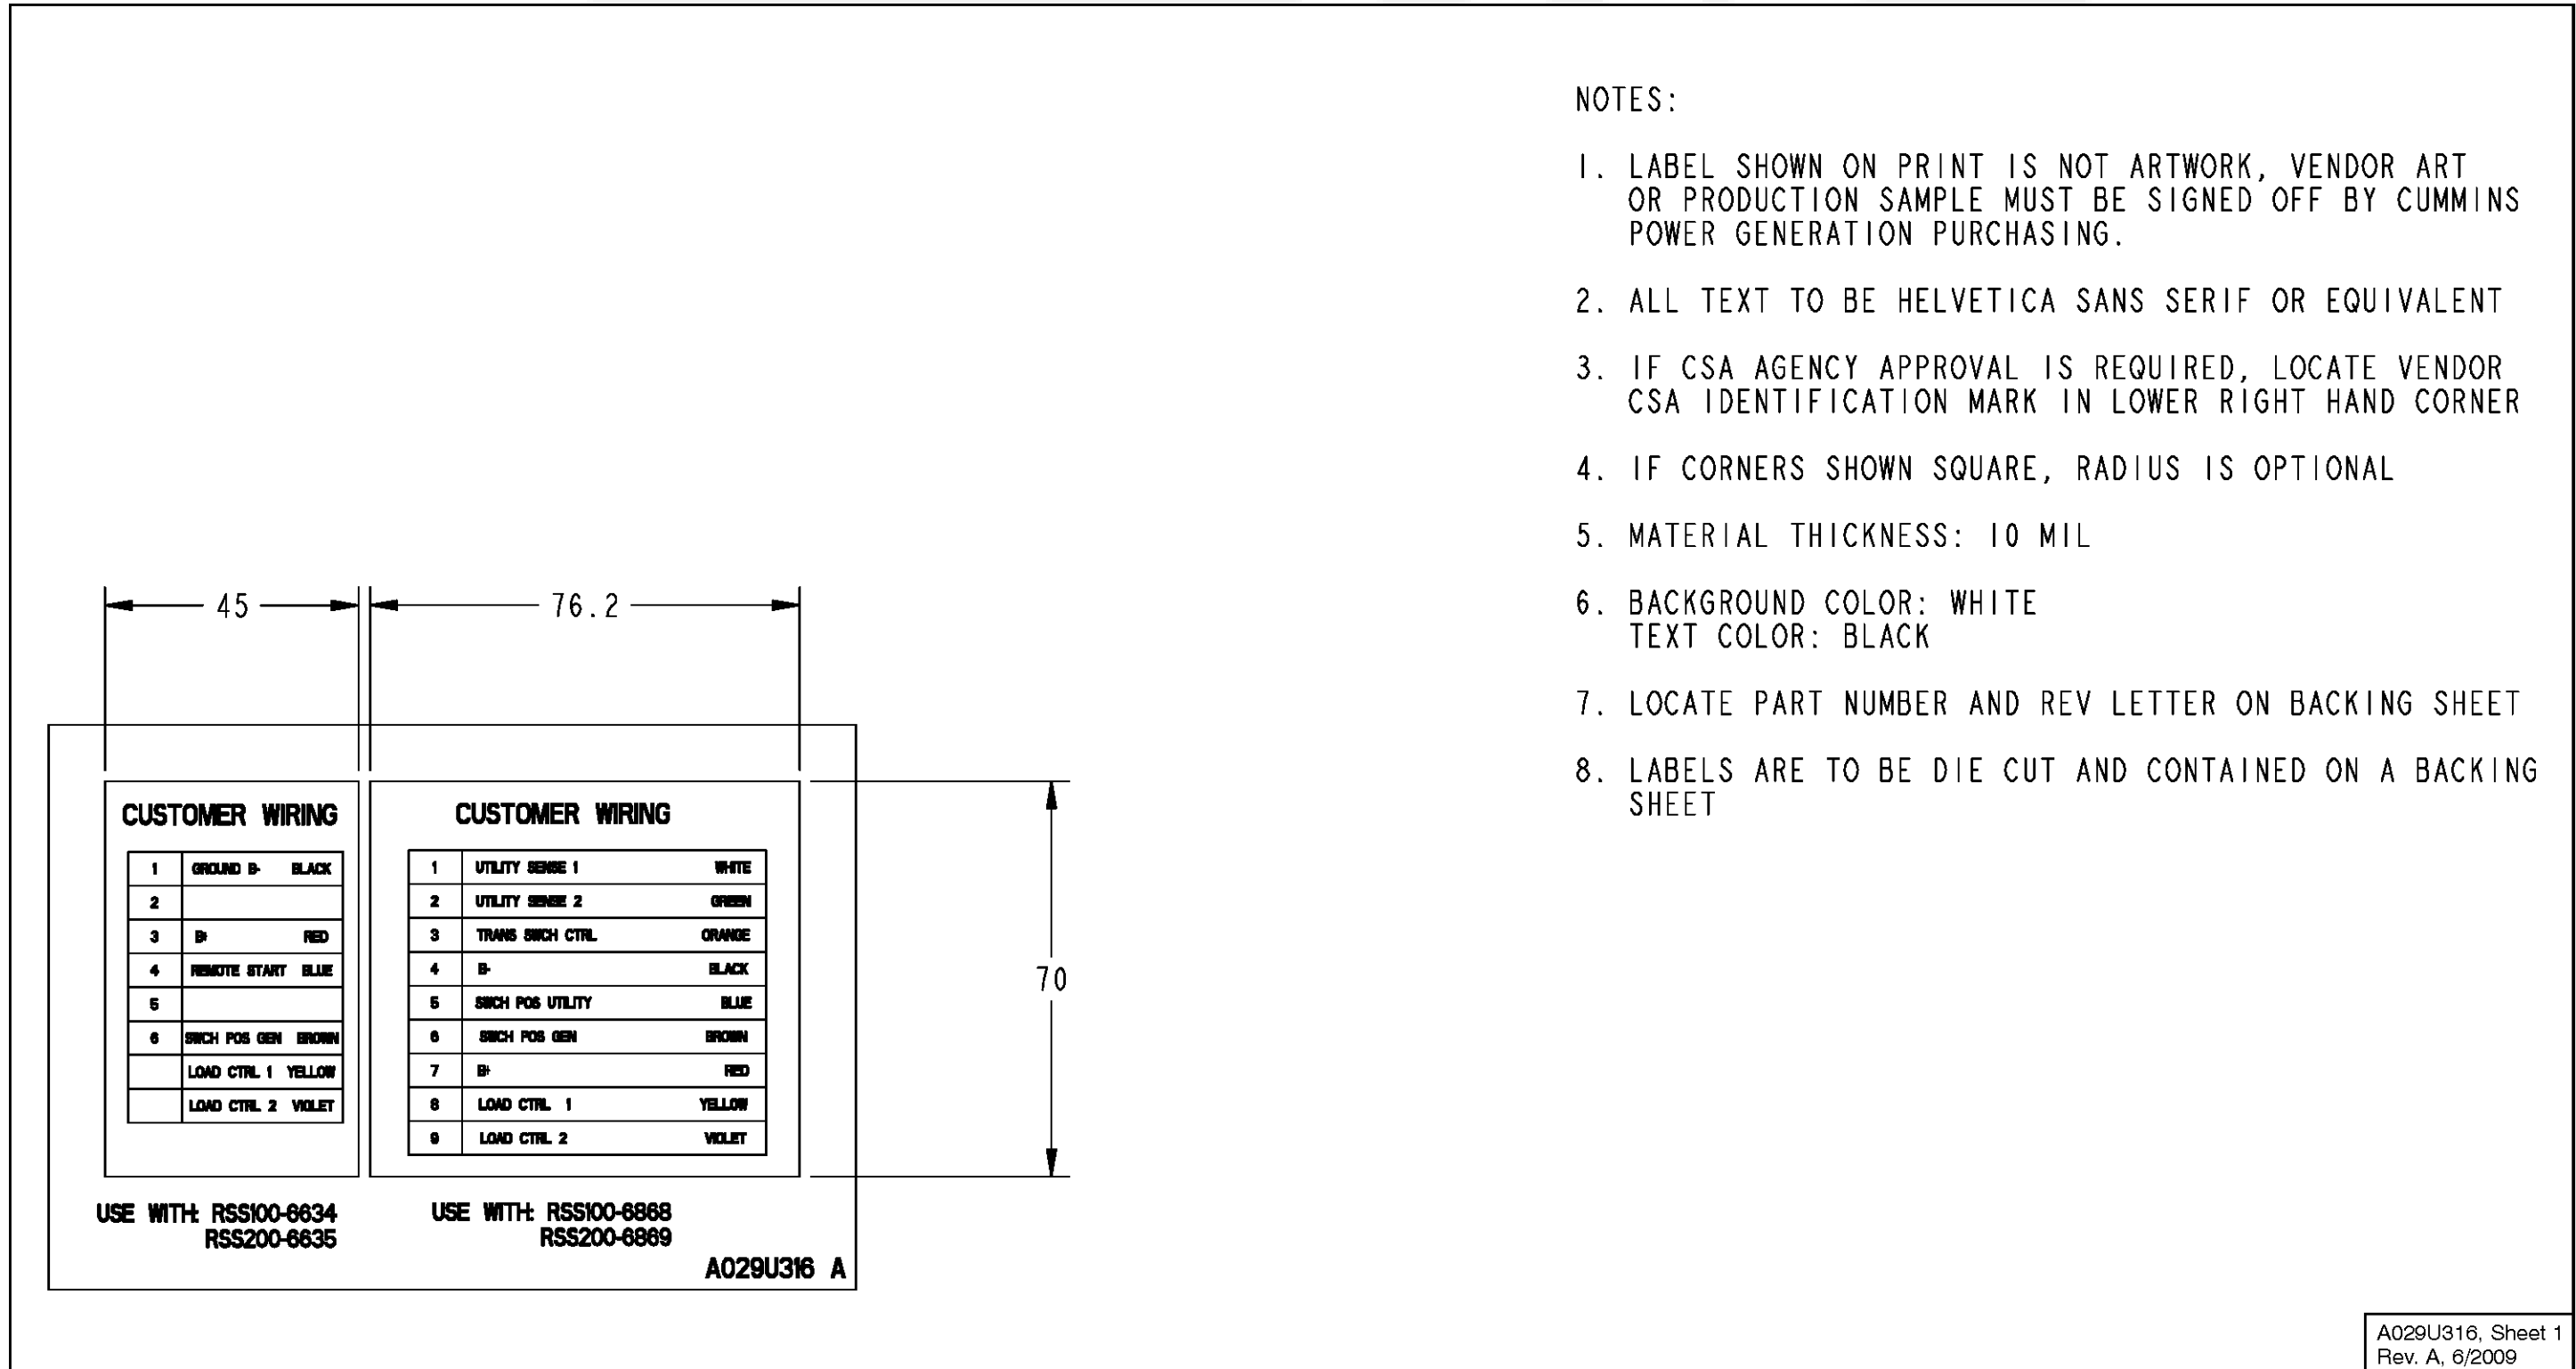 NOTES:
1. LABEL SHOWN ON PRINT IS NOT ARTWORK, VENDOR ART
OR PRODUCTION SAMPLE MUST BE SIGNED OFF BY CUMMINS
POWER GENERATION PURCHASING.
2. ALL TEXT TO BE HELVETICA SANS SERIF OR EQUIVALENT
3. IF CSA AGENCY APPROVAL IS REQUIRED, LOCATE VENDOR
CSA IDENTIFICATION MARK IN LOWER RIGHT HAND CORNER
4. IF CORNERS SHOWN SQUARE, RADIUS IS OPTIONAL
5. MATERIAL THICKNESS: 10 MIL
6. BACKGROUND COLOR: WHITE
TEXT COLOR: BLACK
7. LOCATE PART NUMBER AND REV LETTER ON BACKING SHEET
8. LABELS ARE TO BE DIE CUT AND CONTAINED ON A BACKING
SHEET
45
76.2
70
CUSTOMER WIRING
1 GROUND B- BLACK
2
3 B+ RED
4 REMOTE START BLUE
5
6 SWCH POS GEN BROWN
LOAD CTRL 1 YELLOW
LOAD CTRL 2 VIOLET
USE WITH: RSS100-6634
RSS200-6635
CUSTOMER WIRING
1 UTILITY SENSE 1 WHITE
2 UTILITY SENSE 2 GREEN
3 TRANS SWCH CTRL ORANGE
4 B- BLACK
5 SWCH POS UTILITY BLUE
6 SWCH POS GEN BROWN
7 B+ RED
8 LOAD CTRL 1 YELLOW
9 LOAD CTRL 2 VIOLET
USE WITH: RSS100-6868
RSS200-6869
A029U316 A
A029U316, Sheet 1
Rev. A, 6/2009